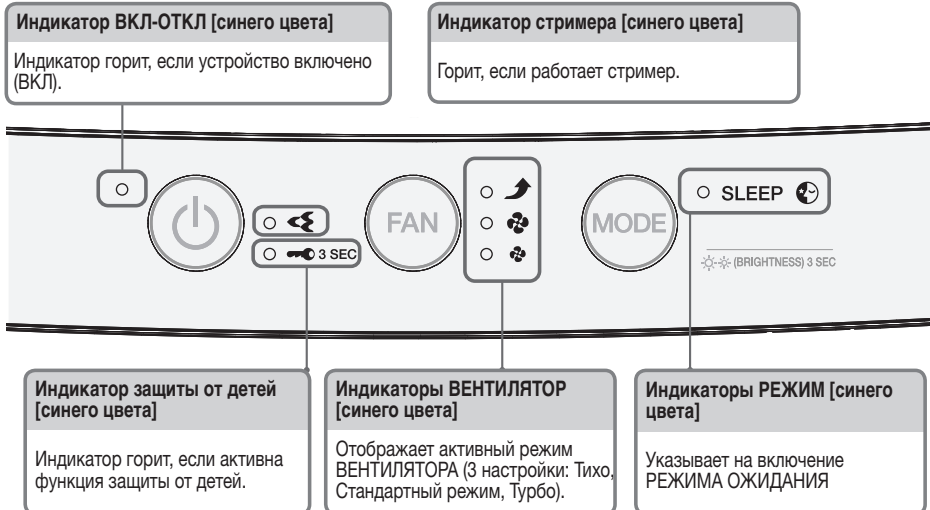 Индикатор ВКЛ-ОТКЛ [синего цвета]
Индикатор горит, если устройство включено
(ВКЛ).
Индикатор стримера [синего цвета]
Горит, если работает стример.
FAN
MODE
SLEEP
3 SEC
(BRIGHTNESS) 3 SEC
Индикатор защиты от детей
[синего цвета]
Индикатор горит, если активна
функция защиты от детей.
Индикаторы ВЕНТИЛЯТОР
[синего цвета]
Отображает активный режим
ВЕНТИЛЯТОРА (3 настройки: Тихо,
Стандартный режим, Турбо).
Индикаторы РЕЖИМ [синего
цвета]
Указывает на включение
РЕЖИМА ОЖИДАНИЯ